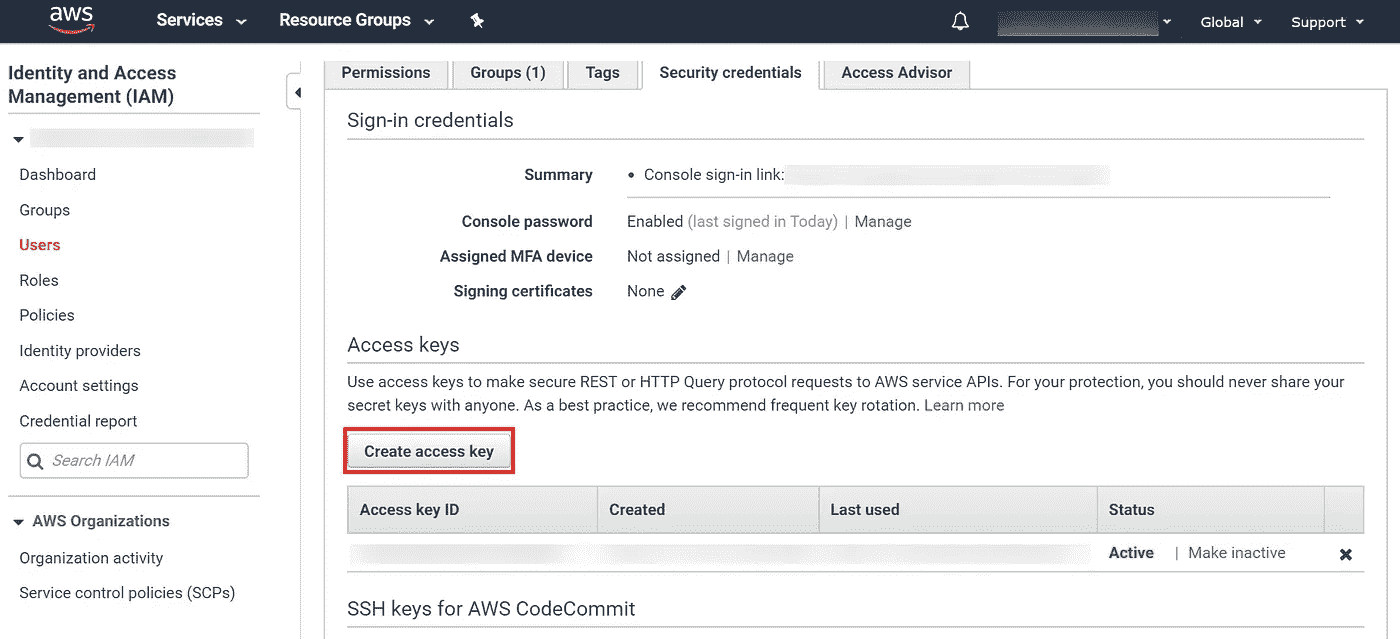 aws
Services
Resource Groups
Global
Support
Identity and Access
Management (IAM)
Dashboard
Groups
Users
Roles
Policies
Identity providers
Account settings
Credential report
Search IAM
AWS Organizations
Organization activity
Service control policies (SCPs)
Permissions
Groups (1)
Tags
Security credentials
Access Advisor
Sign-in credentials
Summary
• Console sign-in link:
Console password Enabled (last signed in Today) | Manage
Assigned MFA device Not assigned | Manage
Signing certificates None
Access keys
Use access keys to make secure REST or HTTP Query protocol requests to AWS service APIs. For your protection, you should never share your
secret keys with anyone. As a best practice, we recommend frequent key rotation. Learn more
Create access key
Access key ID Created Last used Status
Active | Make inactive
SSH keys for AWS CodeCommit